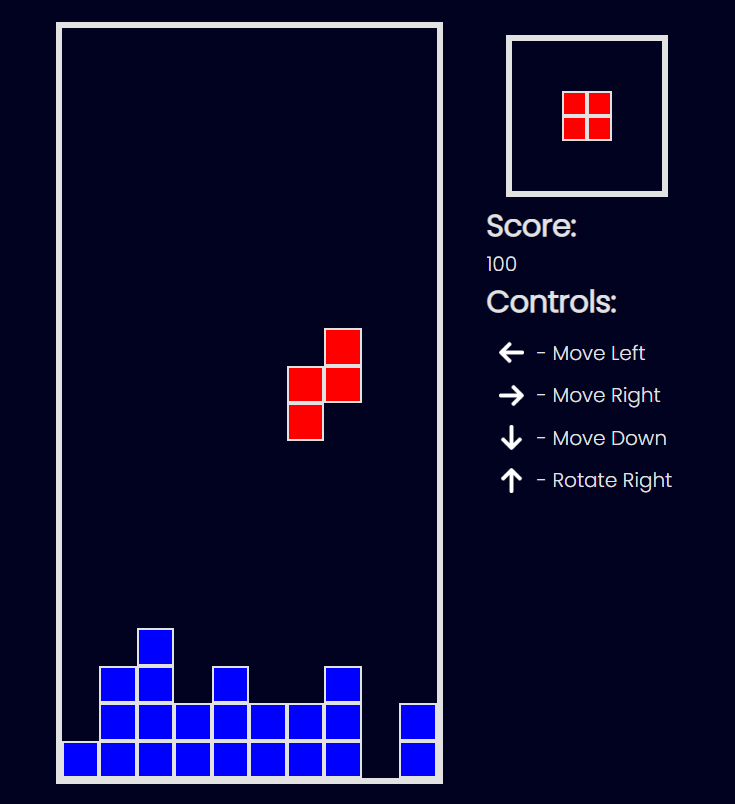 Score:
100
Controls:
← - Move Left
→ - Move Right
↓ - Move Down
↑ - Rotate Right